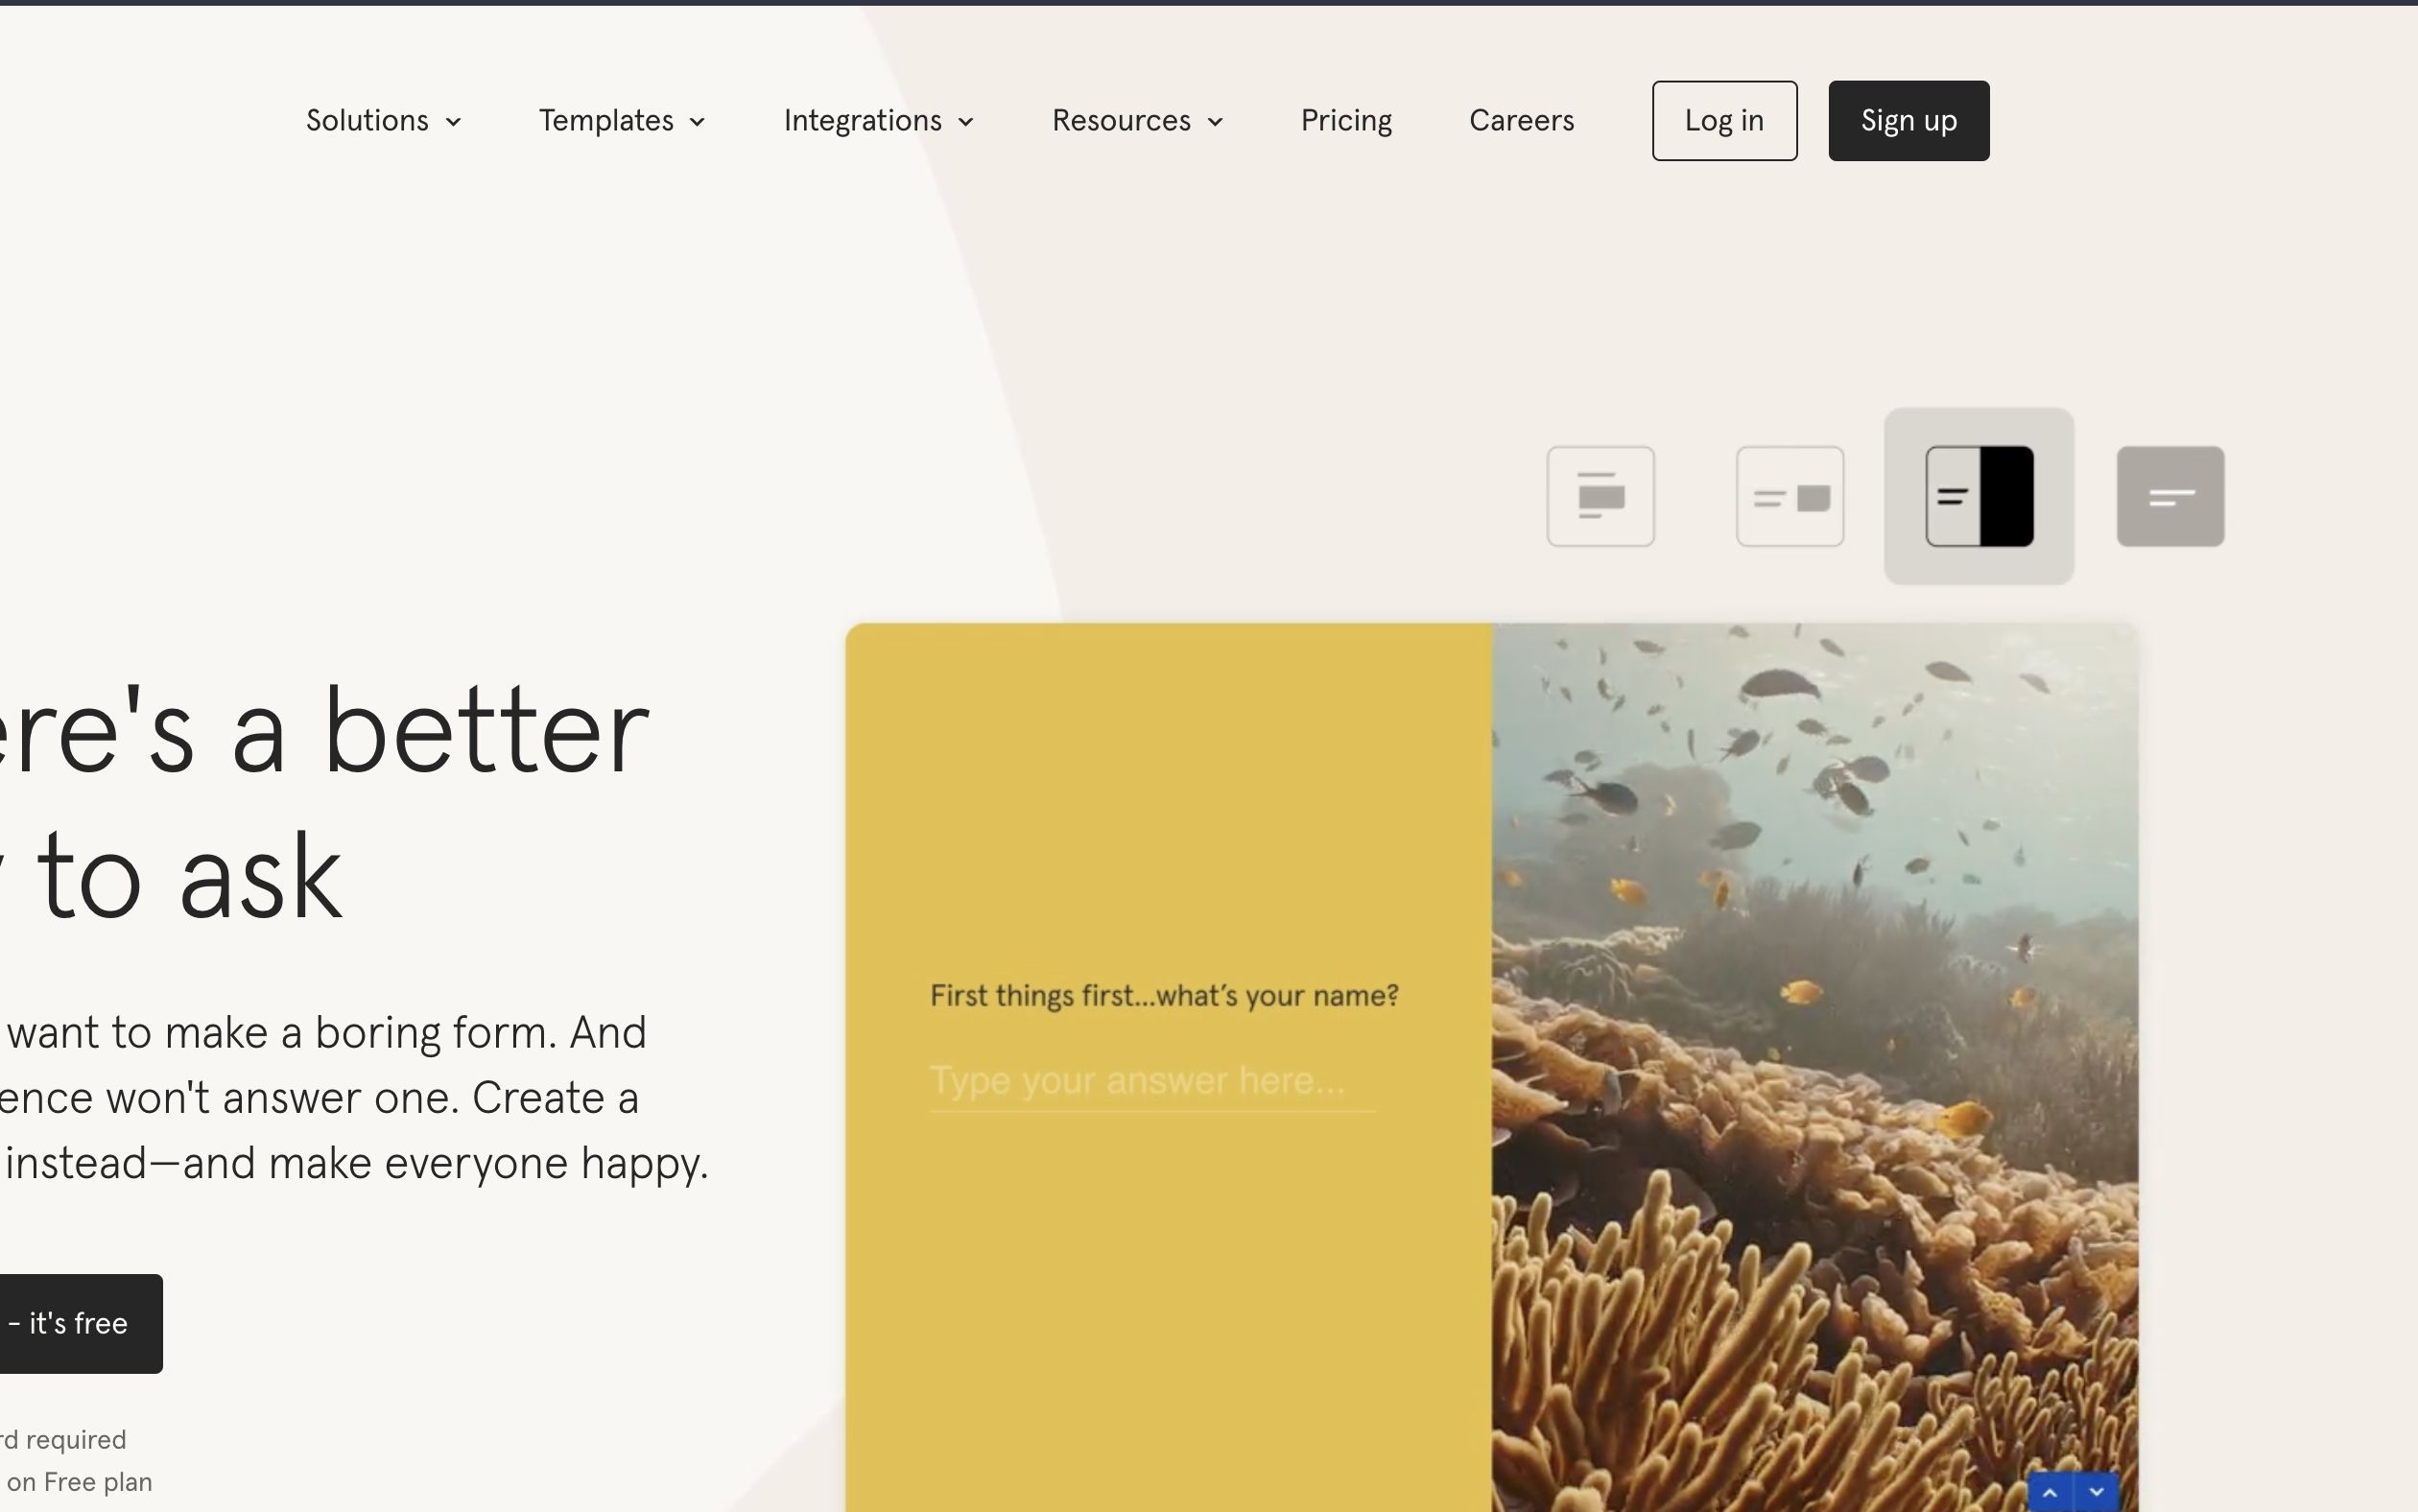 Solutions
Templates
Integrations
Resources
Pricing
Careers
Log in
Sign up
ere's a better
to ask
want to make a boring form. And
ence won't answer one. Create a
instead—and make everyone happy.
- it's free
rd required
on Free plan
First things first...what's your name?
Type your answer here...